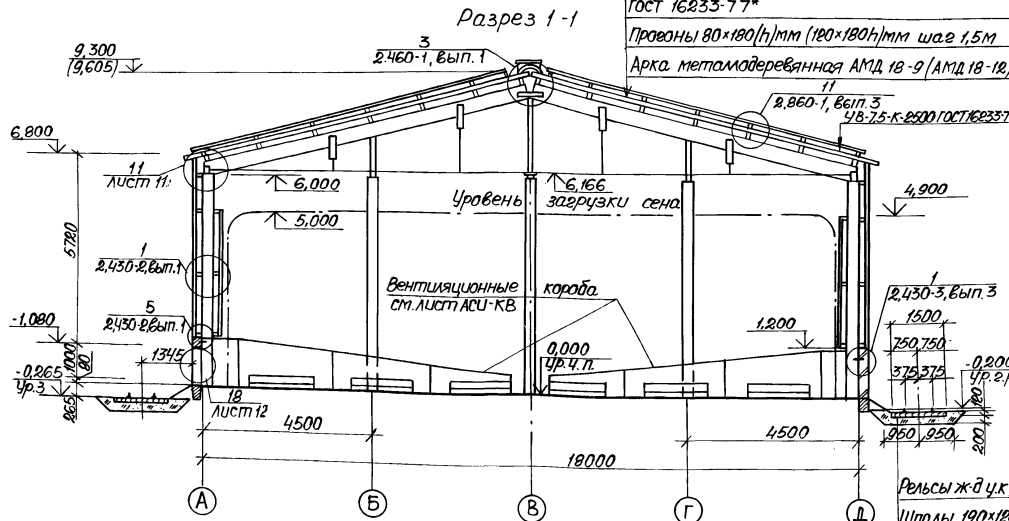 Разрез 1-1
ГОСТ 16233-77*
Прогоны 80×180(h)мм (120×180h)мм шаг 1,5м
Арка металлодеревянная АМД 18-9 (АМД 18-12)
3
2.460-1, вып. 1
9,300
(9,605)
11
2,860-1, вып. 3
УВ-7.5-К-2500 ГОСТ 16233-7
6,800
11
Лист 11
6,000
6,166
Уровень загрузки сена
4,900
5,000
5720
1
2,430-2, вып.1
Вентиляционные короба
см. лист АСИ-КВ
1
2,430-3, вып. 3
5
2,430-2, вып.1
1500
-1,080
1,200
750 750
1345
1000
80
0,000
Ур.ч.п.
-0,265
Ур.З.
-0,200
375 375
Ур.г.
120
265
18
Лист 12
4500
4500
950 950
200
18000
А
Б
В
Г
Д
Рельсы ж-д у.к
Шпалы 190×12